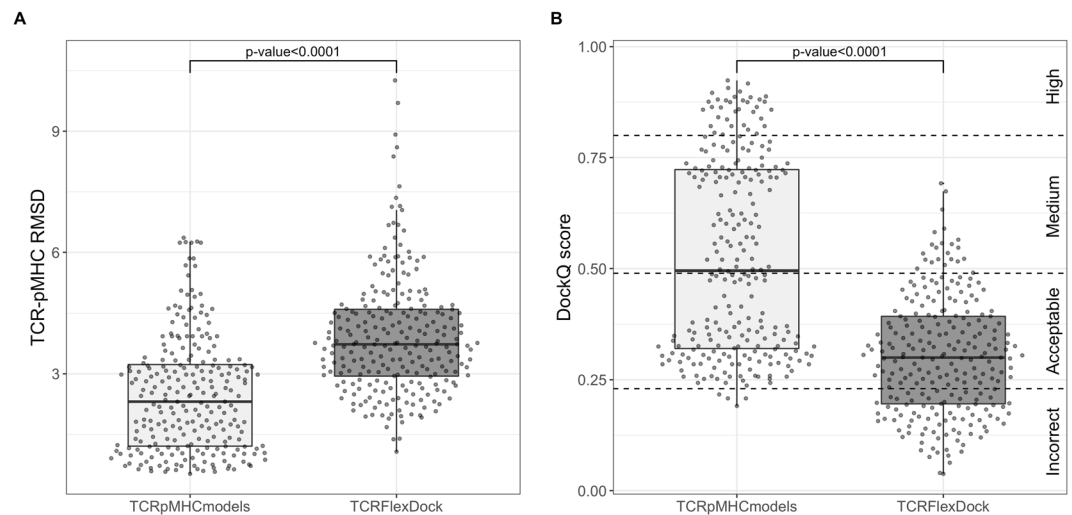 A
p-value<0.0001
TCR-pMHC RMSD
9
6
3
TCRpMHCmodels
TCRFlexDock
B
p-value<0.0001
DockQ score
1.00
0.75
0.50
0.25
0.00
High
Medium
Acceptable
Incorrect
TCRpMHCmodels
TCRFlexDock